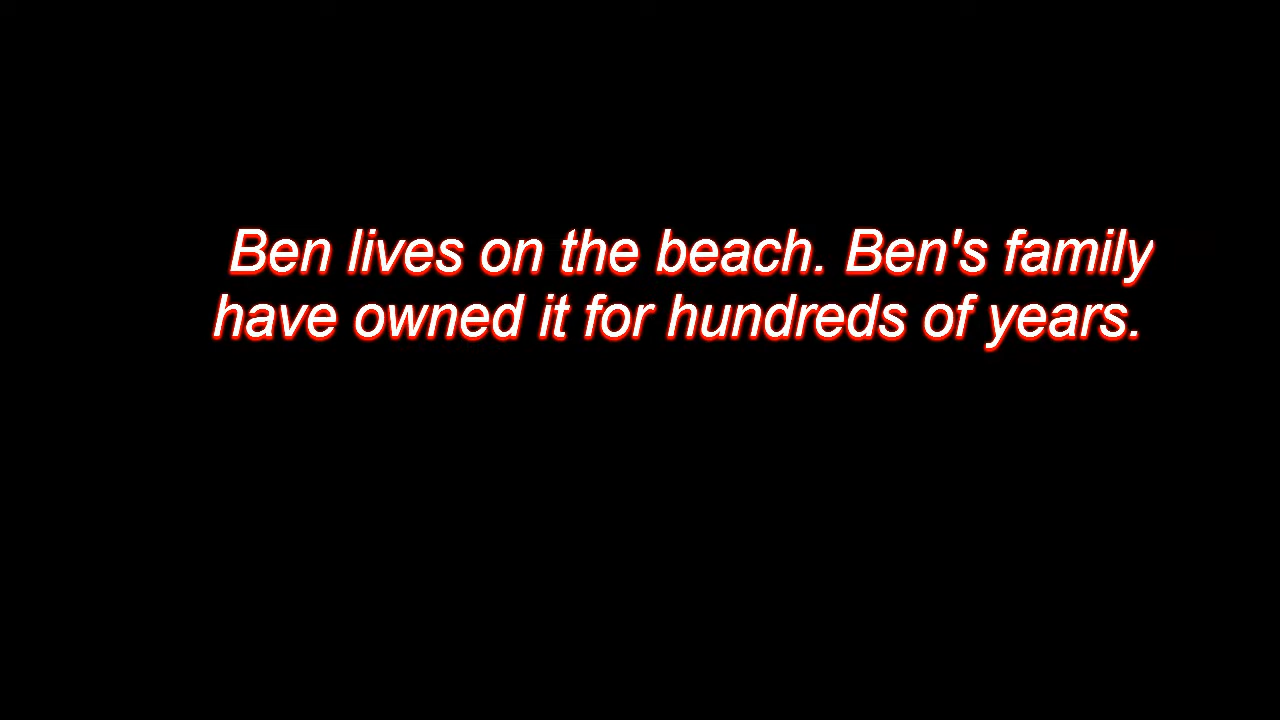 Ben lives on the beach. Ben's family
have owned it for hundreds of years.